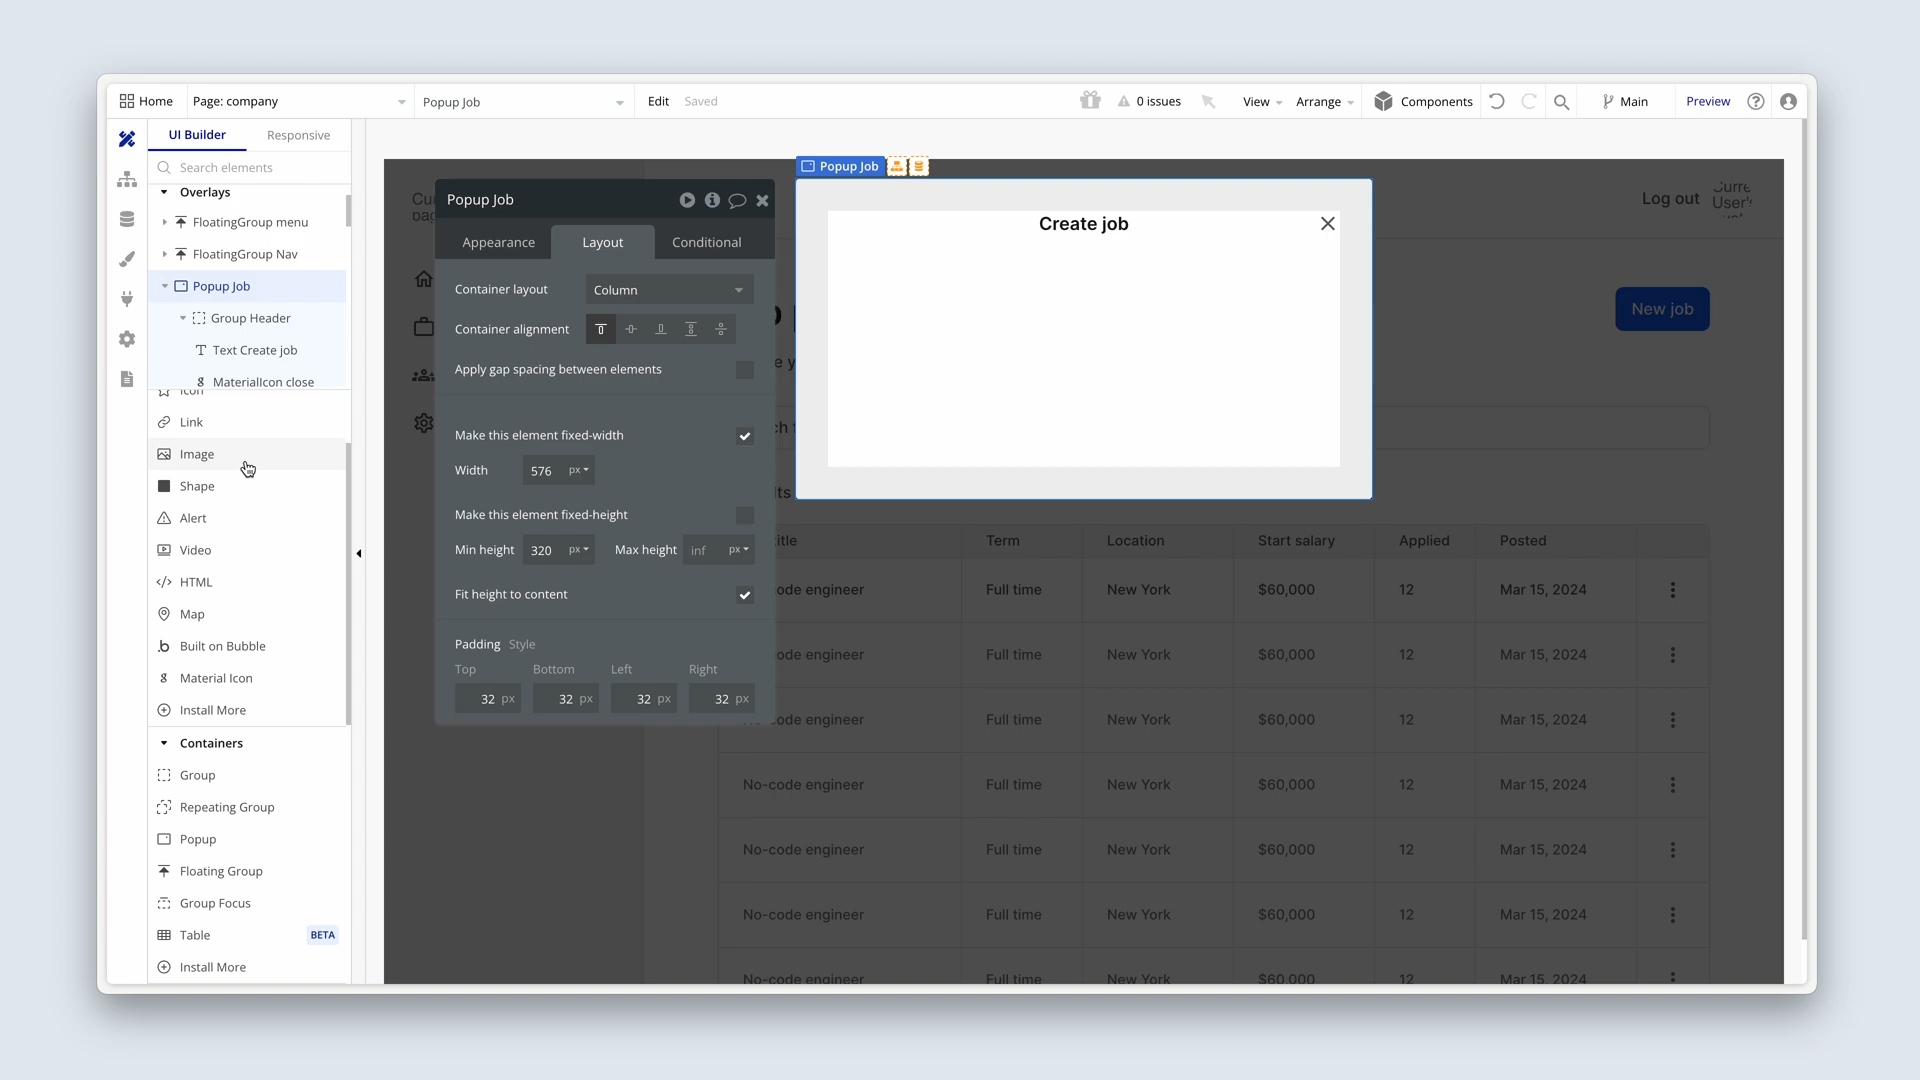 Home
Page: company
Popup Job
Edit
Saved
0 issues
View
Arrange
Components
Main
Preview
UI Builder
Responsive
Search elements
Overlays
FloatingGroup menu
FloatingGroup Nav
Popup Job
Group Header
Text Create job
MaterialIcon close
Icon
Link
Image
Shape
Alert
Video
HTML
Map
Built on Bubble
Material Icon
Install More
Containers
Group
Repeating Group
Popup
Floating Group
Group Focus
Table BETA
Install More
Popup Job
Appearance
Layout
Conditional
Container layout Column
Container alignment
Apply gap spacing between elements
Make this element fixed-width
Width 576 px
Make this element fixed-height
Min height 320 px Max height inf px
Fit height to content
Padding Style
Top Bottom Left Right
32 px 32 px 32 px 32 px
Popup Job
Create job
Log out
Curre
User's
New job
Term Location Start salary Applied Posted
ode engineer Full time New York $60,000 12 Mar 15, 2024
ode engineer Full time New York $60,000 12 Mar 15, 2024
ode engineer Full time New York $60,000 12 Mar 15, 2024
No-code engineer Full time New York $60,000 12 Mar 15, 2024
No-code engineer Full time New York $60,000 12 Mar 15, 2024
No-code engineer Full time New York $60,000 12 Mar 15, 2024
No-code engineer Full time New York $60,000 12 Mar 15, 2024